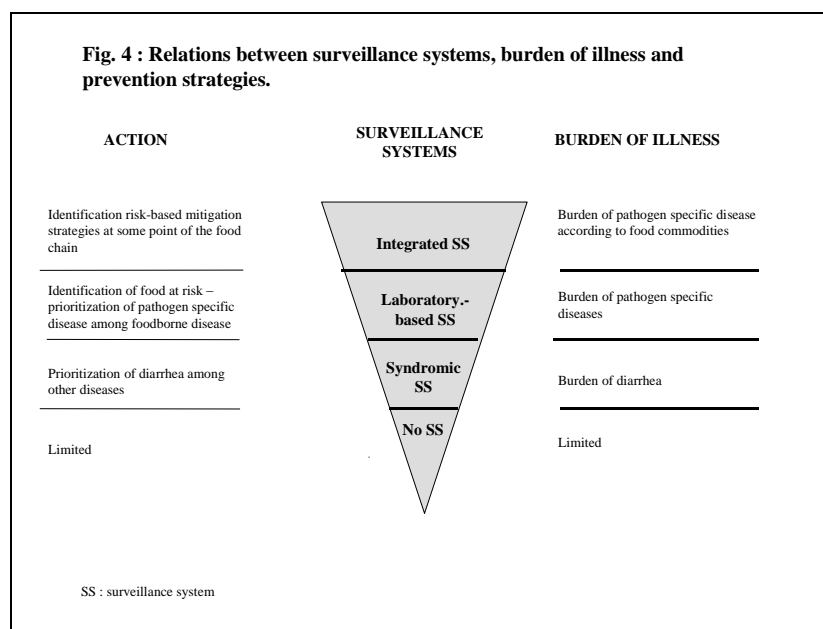 Fig. 4 : Relations between surveillance systems, burden of illness and
prevention strategies.
ACTION
SURVEILLANCE
SYSTEMS
BURDEN OF ILLNESS
Identification risk-based mitigation
strategies at some point of the food
chain
Integrated SS
Burden of pathogen specific disease
according to food commodities
Identification of food at risk –
prioritization of pathogen specific
disease among foodborne disease
Laboratory.-
based SS
Burden of pathogen specific
diseases
Prioritization of diarrhea among
other diseases
Syndromic
SS
Burden of diarrhea
Limited
No SS
Limited
SS : surveillance system